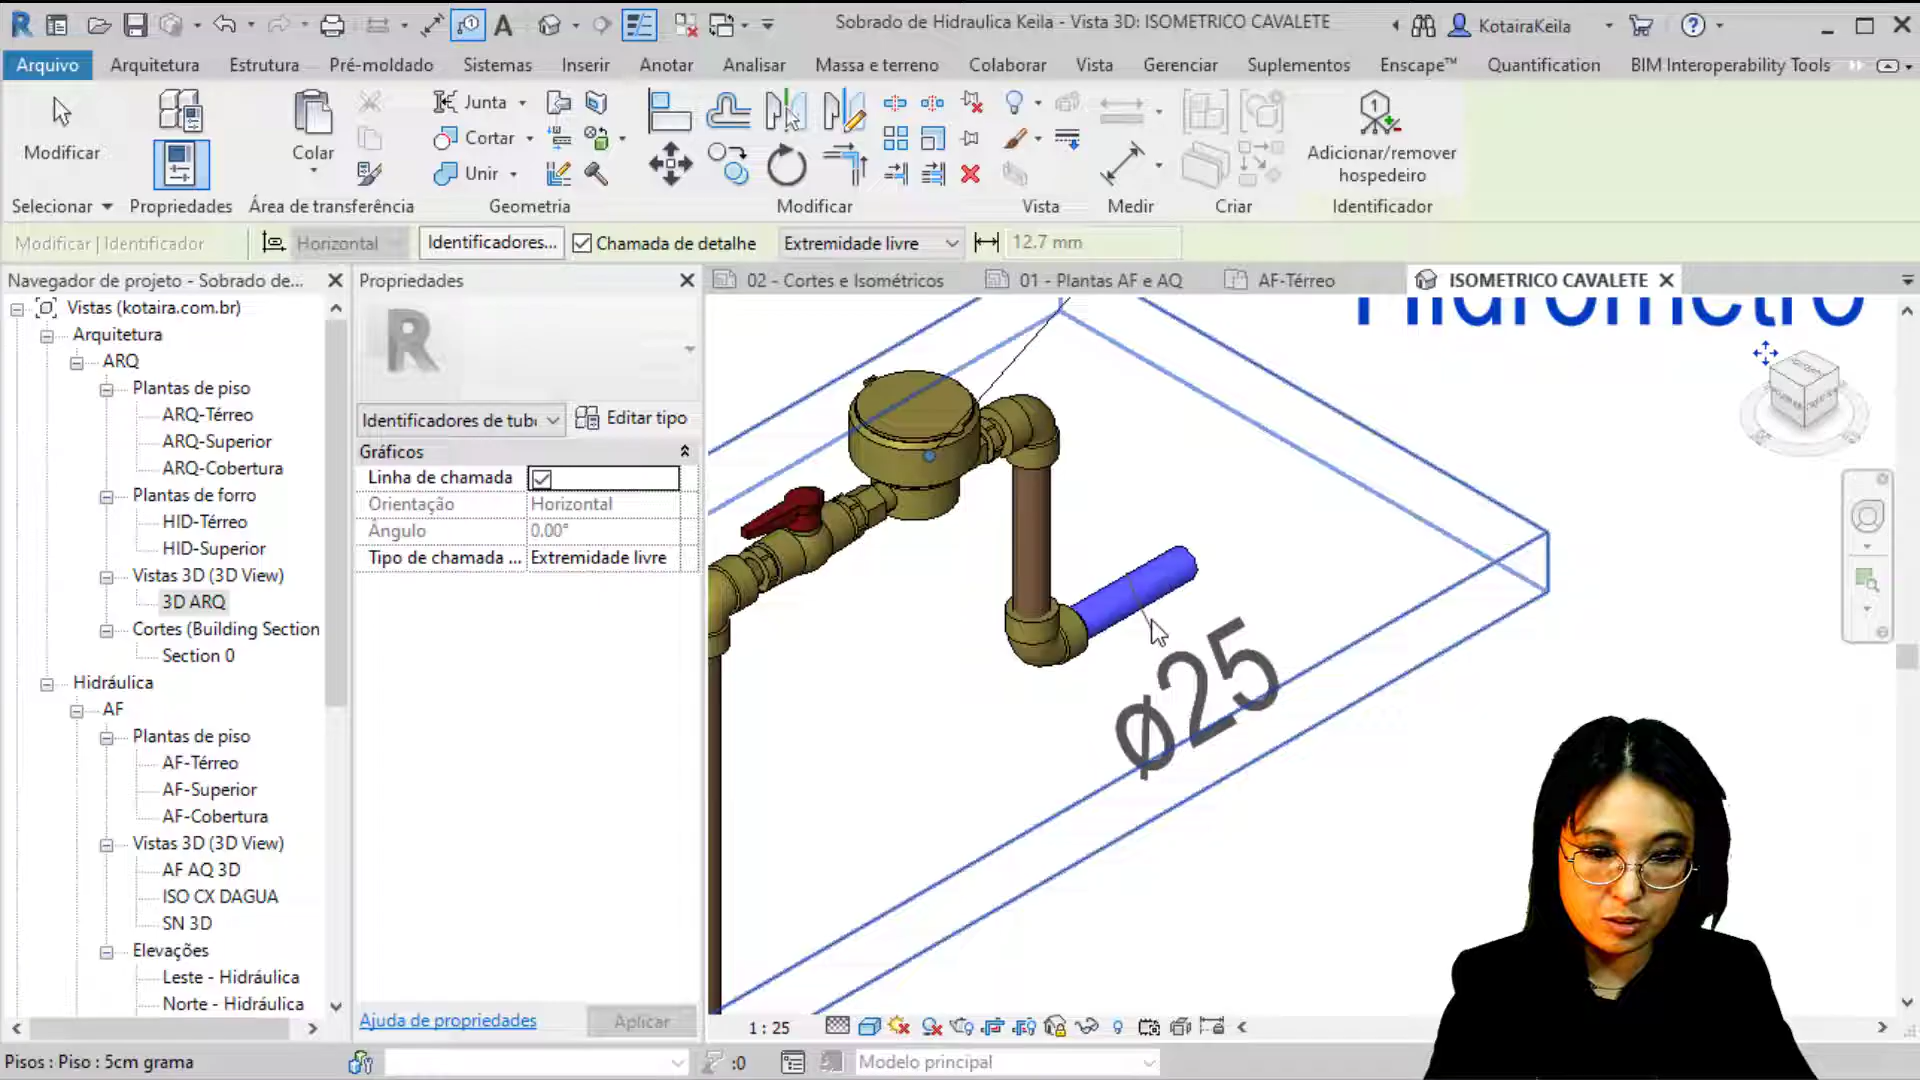 Sobrado de Hidraulica Keila - Vista 3D: ISOMETRICO CAVALETE
KotairaKeila
Arquivo Arquitetura Estrutura Pré-moldado Sistemas Inserir Anotar Analisar Massa e terreno Colaborar Vista Gerenciar Suplementos Enscape™ Quantification BIM Interoperability Tools
Modificar
Colar
Junta
Cortar
Unir
Adicionar/remover
hospedeiro
Selecionar Propriedades Área de transferência Geometria Modificar Vista Medir Criar Identificador
Modificar | Identificador Horizontal Identificadores... Chamada de detalhe Extremidade livre 12.7 mm
Navegador de projeto - Sobrado de...
Vistas (kotaira.com.br)
Arquitetura
ARQ
Plantas de piso
ARQ-Térreo
ARQ-Superior
ARQ-Cobertura
Plantas de forro
HID-Térreo
HID-Superior
Vistas 3D (3D View)
3D ARQ
Cortes (Building Section
Section 0
Hidráulica
AF
Plantas de piso
AF-Térreo
AF-Superior
AF-Cobertura
Vistas 3D (3D View)
AF AQ 3D
ISO CX DAGUA
SN 3D
Elevações
Leste - Hidráulica
Norte - Hidráulica
Propriedades
Identificadores de tub
Editar tipo
Gráficos
Linha de chamada
Orientação Horizontal
Ângulo 0.00°
Tipo de chamada ... Extremidade livre
Ajuda de propriedades
Aplicar
02 - Cortes e Isométricos 01 - Plantas AF e AQ AF-Térreo ISOMETRICO CAVALETE
Hidrometro
ø25
1 : 25
Pisos : Piso : 5cm grama
:0
Modelo principal